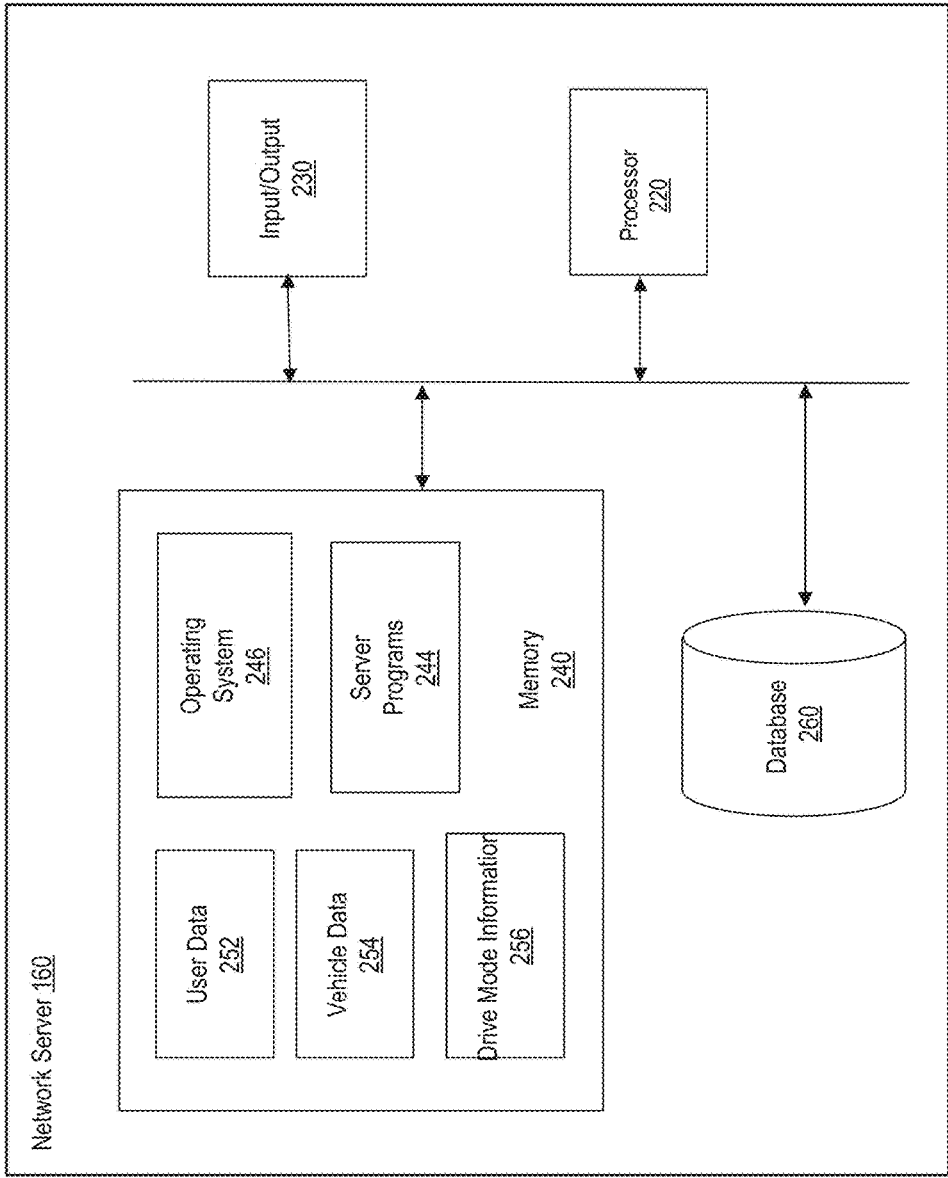 Network Server 160
User Data
252
Vehicle Data
254
Drive Mode Information
256
Operating
System
246
Server
Programs
244
Memory
240
Database
260
Input/Output
230
Processor
220